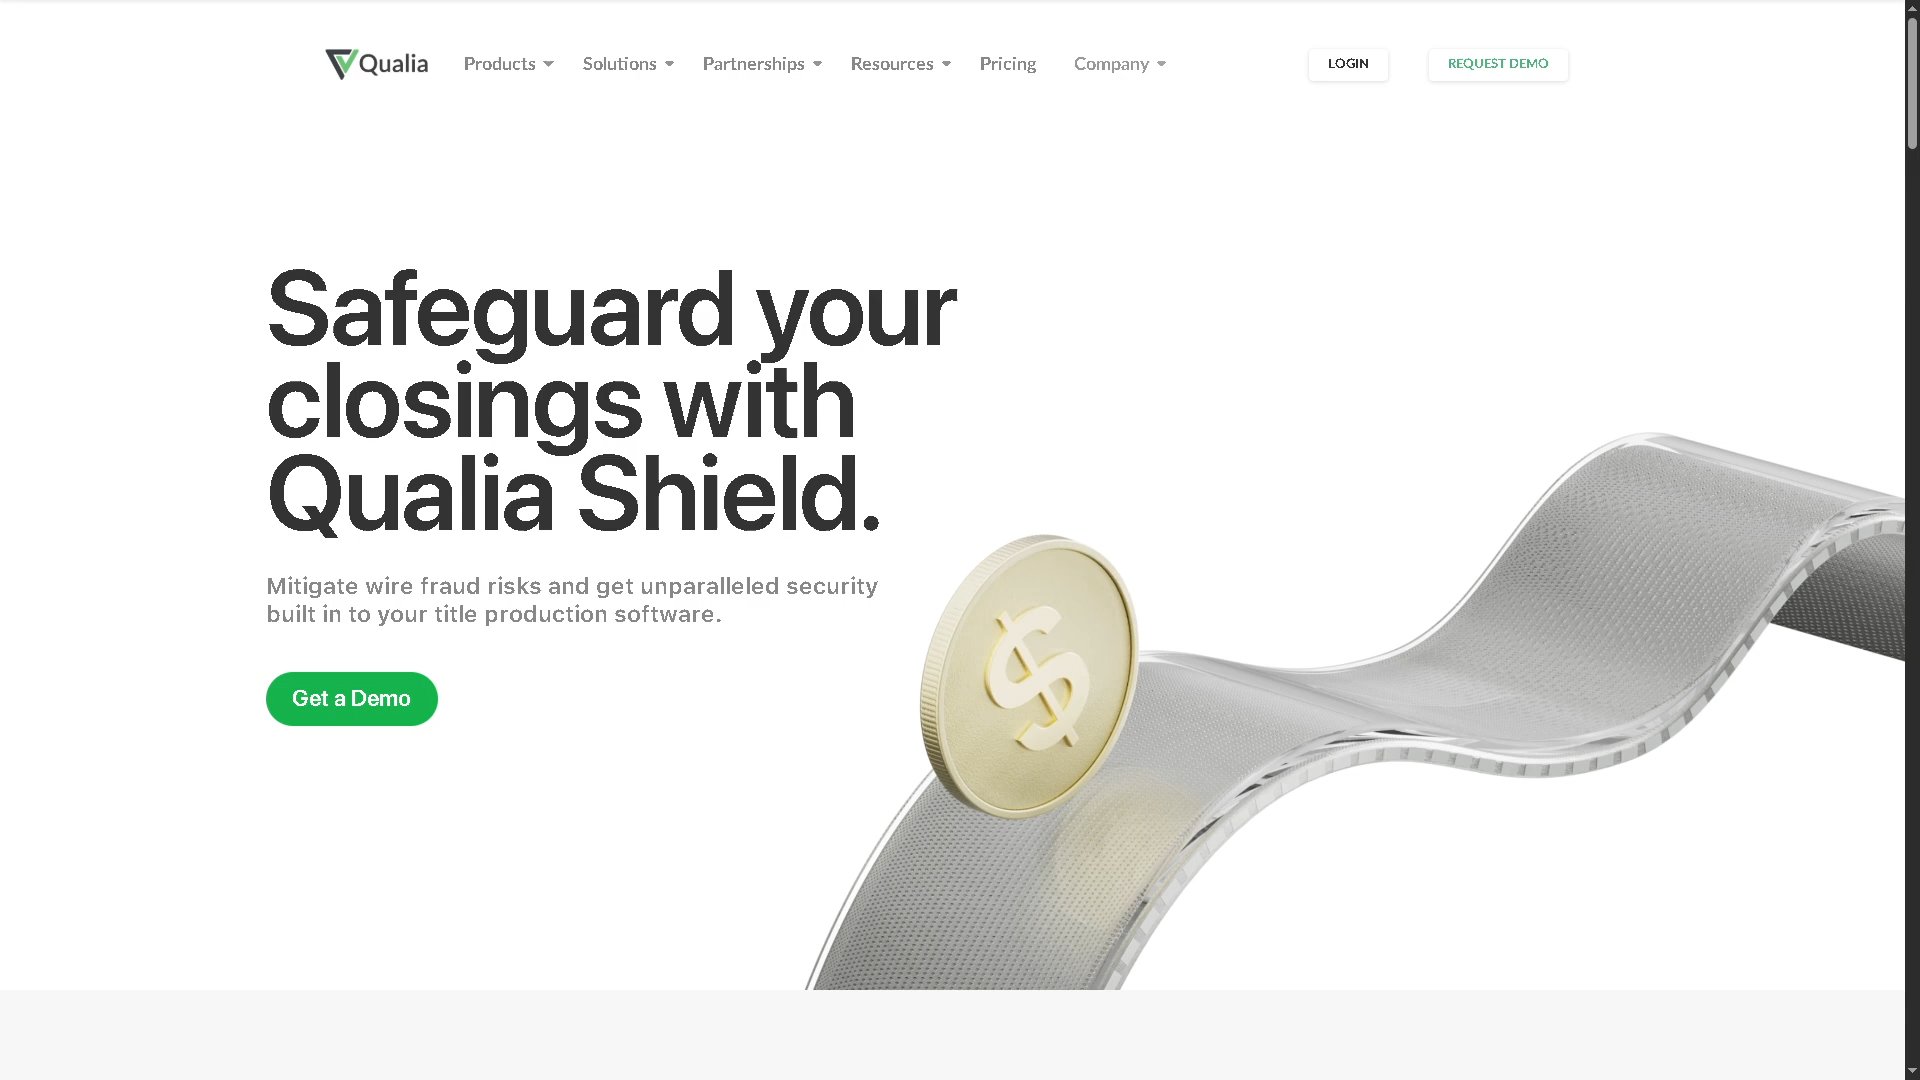 Qualia
Products
Solutions
Partnerships
Resources
Pricing
Company
LOGIN
REQUEST DEMO
Safeguard your
closings with
Qualia Shield.
Mitigate wire fraud risks and get unparalleled security
built in to your title production software.
Get a Demo
$